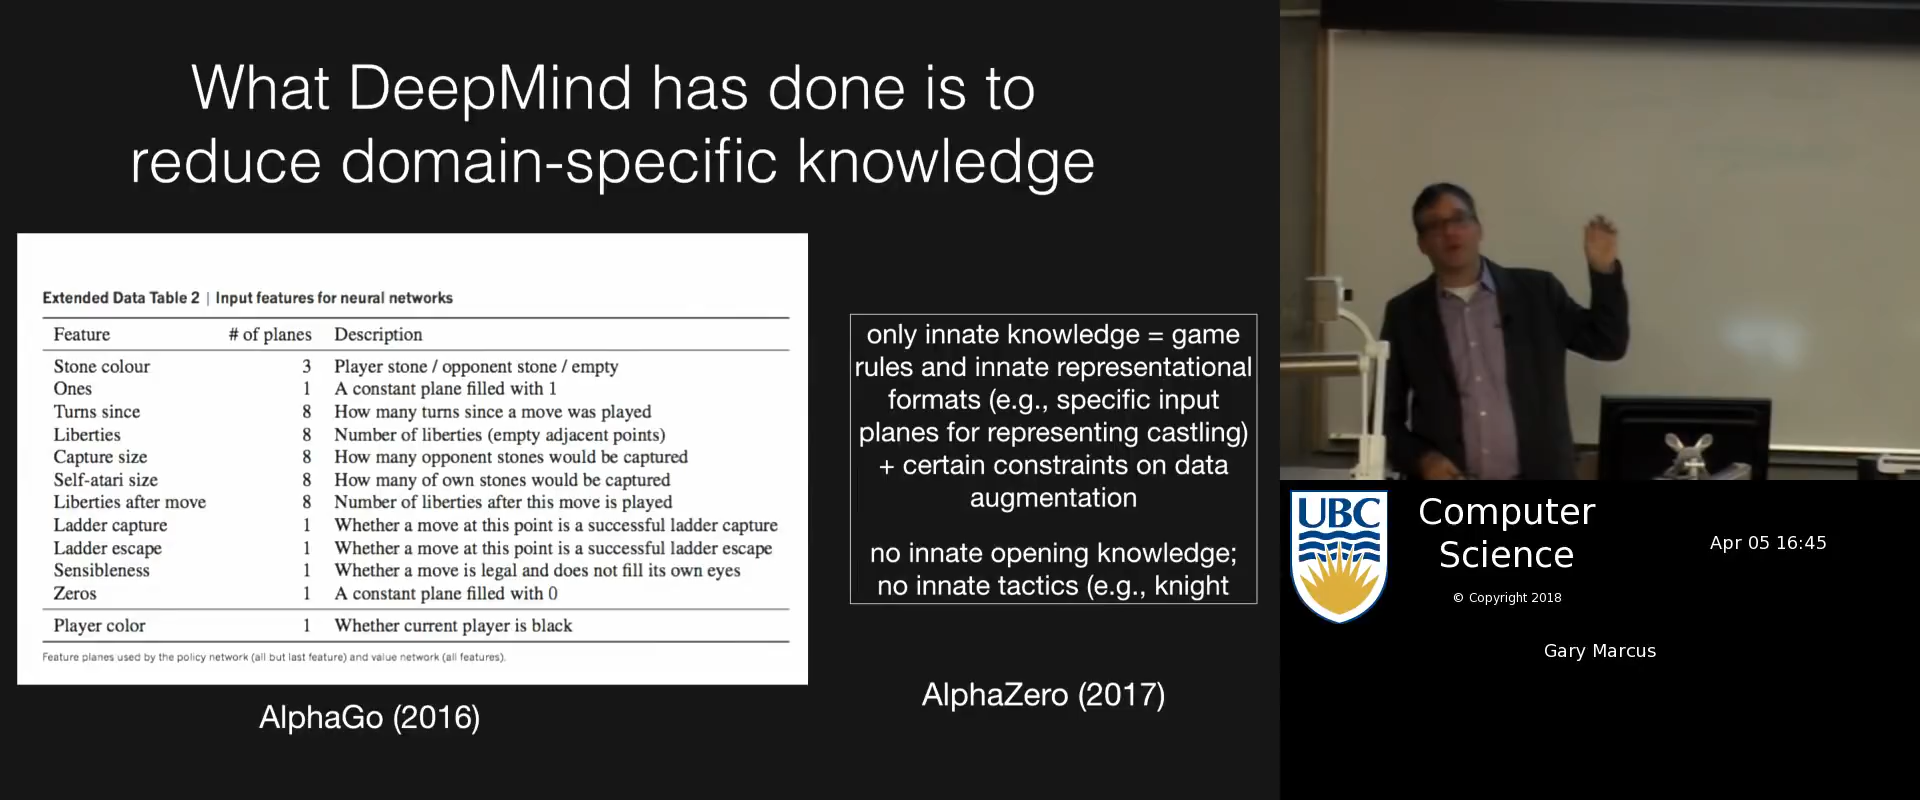 What DeepMind has done is to
reduce domain-specific knowledge
Extended Data Table 2 | Input features for neural networks
Feature # of planes Description
Stone colour 3 Player stone / opponent stone / empty
Ones 1 A constant plane filled with 1
Turns since 8 How many turns since a move was played
Liberties 8 Number of liberties (empty adjacent points)
Capture size 8 How many opponent stones would be captured
Self-atari size 8 How many of own stones would be captured
Liberties after move 8 Number of liberties after this move is played
Ladder capture 1 Whether a move at this point is a successful ladder capture
Ladder escape 1 Whether a move at this point is a successful ladder escape
Sensibleness 1 Whether a move is legal and does not fill its own eyes
Zeros 1 A constant plane filled with 0
Player color 1 Whether current player is black
Feature planes used by the policy network (all but last feature) and value network (all features).
AlphaGo (2016)
only innate knowledge = game
rules and innate representational
formats (e.g., specific input
planes for representing castling)
+ certain constraints on data
augmentation
no innate opening knowledge;
no innate tactics (e.g., knight
AlphaZero (2017)
UBC
Computer
Science
Apr 05 16:45
© Copyright 2018
Gary Marcus